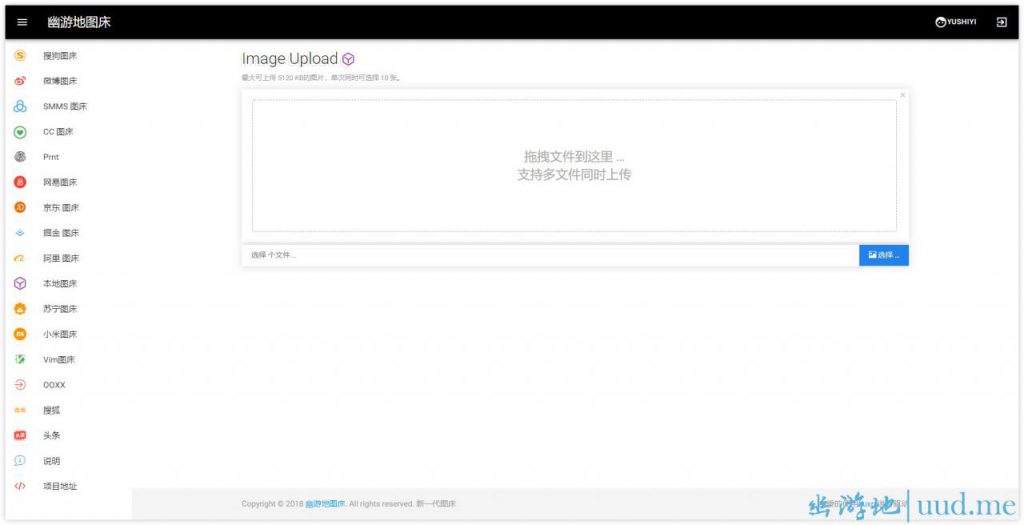 幽游地图床
YUSHIYI
搜狗图床
微博图床
SMMS 图床
CC 图床
Prnt
网易图床
京东 图床
掘金 图床
阿里 图床
本地图床
苏宁图床
小米图床
Vim图床
OOXX
搜狐
头条
说明
项目地址
Image Upload
最大可上传 5120 KB的图片，单次同时可选择 10 张。
×
拖拽文件到这里 ...
支持多文件同时上传
选择 个文件...
选择 ...
Copyright © 2018 幽游地图床. All rights reserved. 新一代图床
幽游地|uud.me